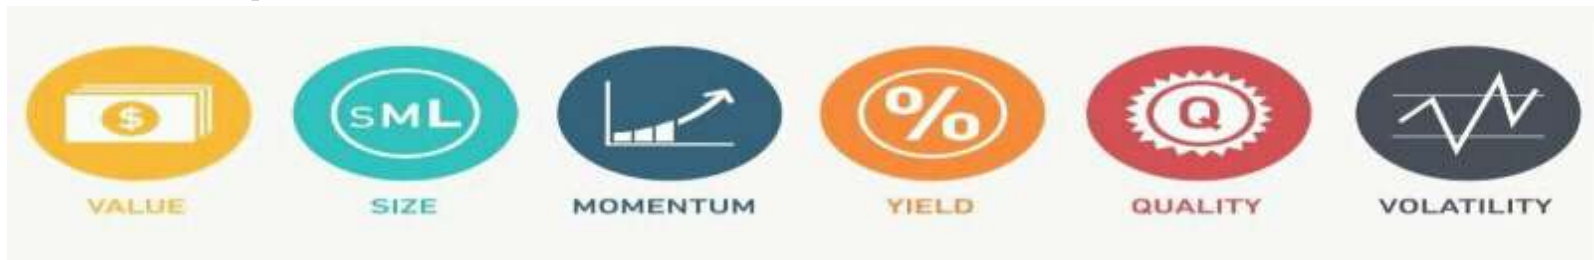 $
SML
%
Q
VALUE
SIZE
MOMENTUM
YIELD
QUALITY
VOLATILITY